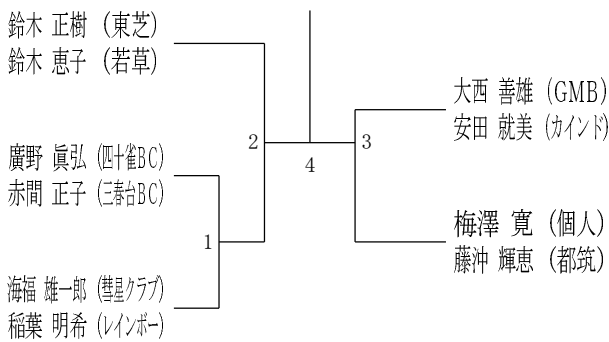 鈴木 正樹 (東芝)
鈴木 恵子 (若草)
廣野 眞弘 (四十雀BC)
赤間 正子 (三春台BC)
海福 雄一郎 (彗星クラブ)
稲葉 明希 (レインボー)
1
2
4
3
大西 善雄 (GMB)
安田 就美 (カインド)
梅澤 寛 (個人)
藤沖 輝恵 (都筑)